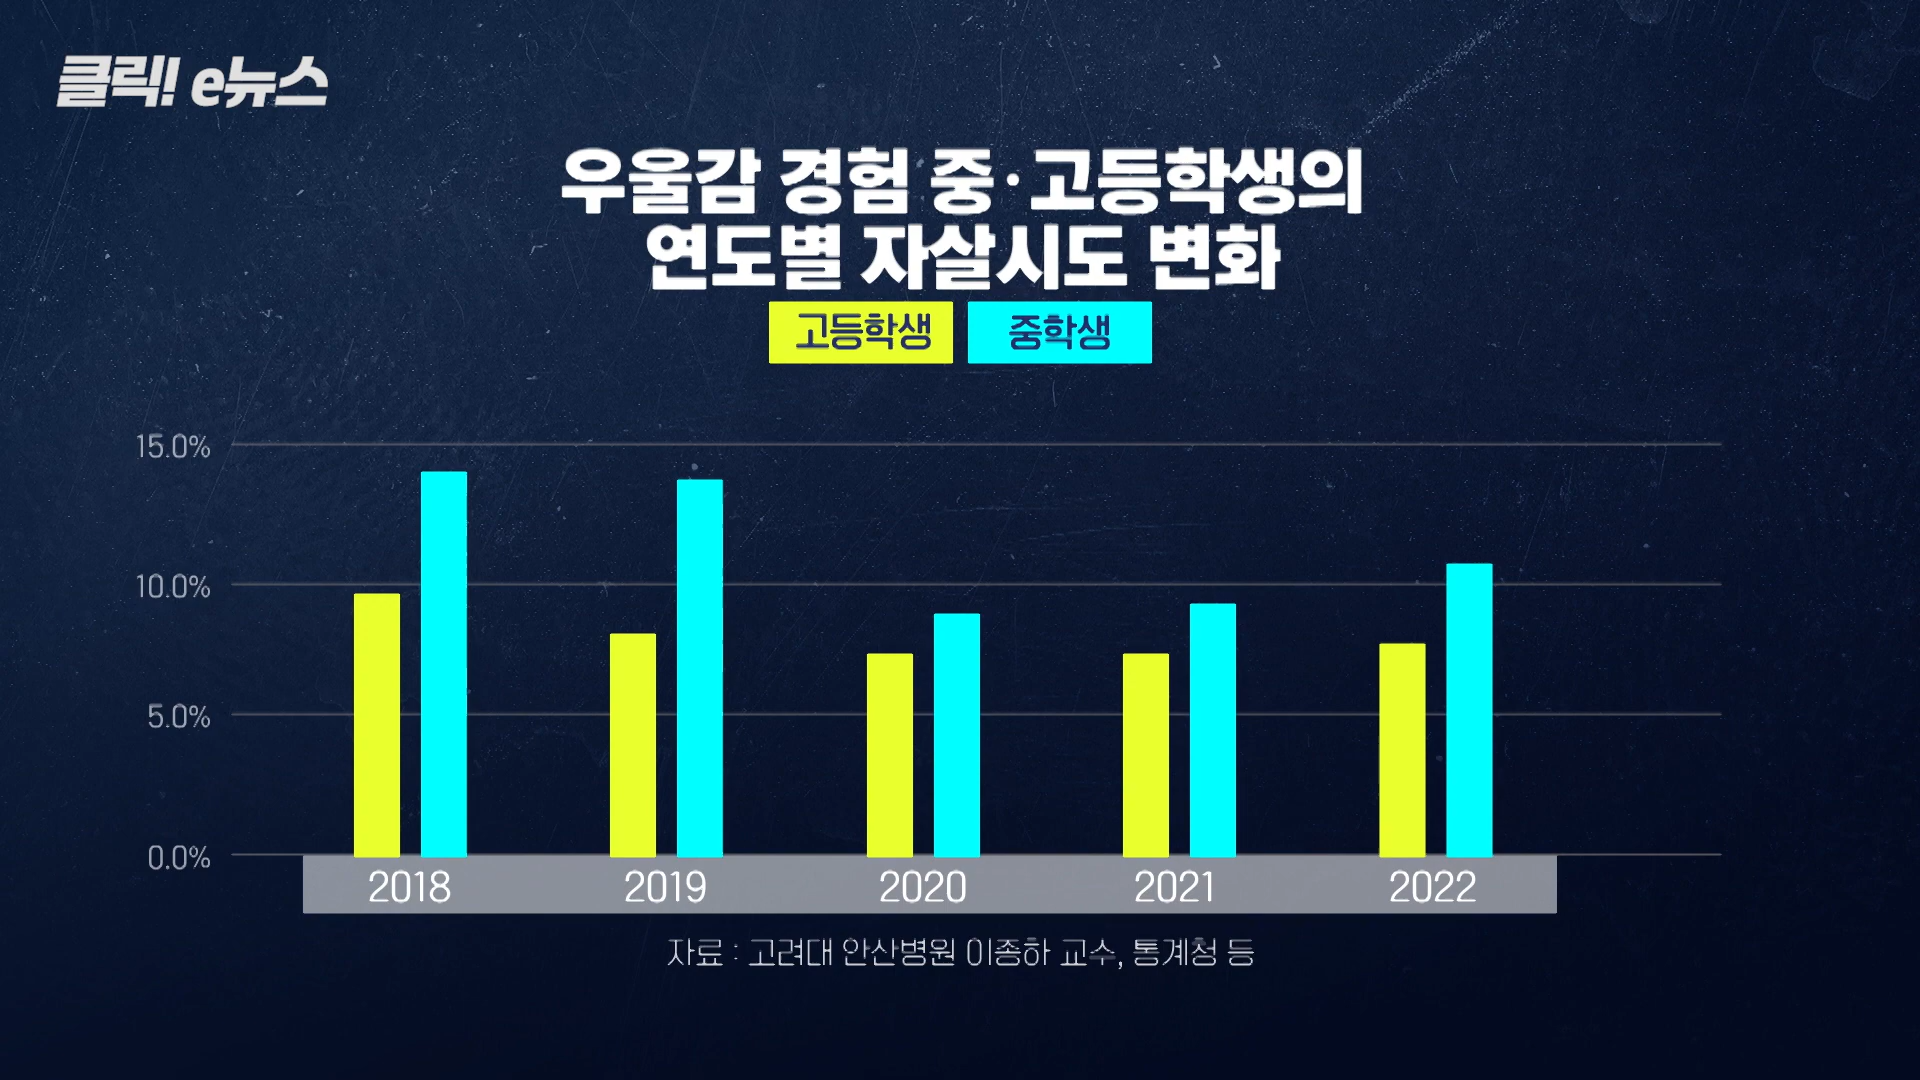 클릭! e뉴스
우울감 경험 중·고등학생의
연도별 자살시도 변화
고등학생 중학생
15.0%
10.0%
5.0%
0.0%
2018 2019 2020 2021 2022
자료 : 고려대 안산병원 이종하 교수, 통계청 등